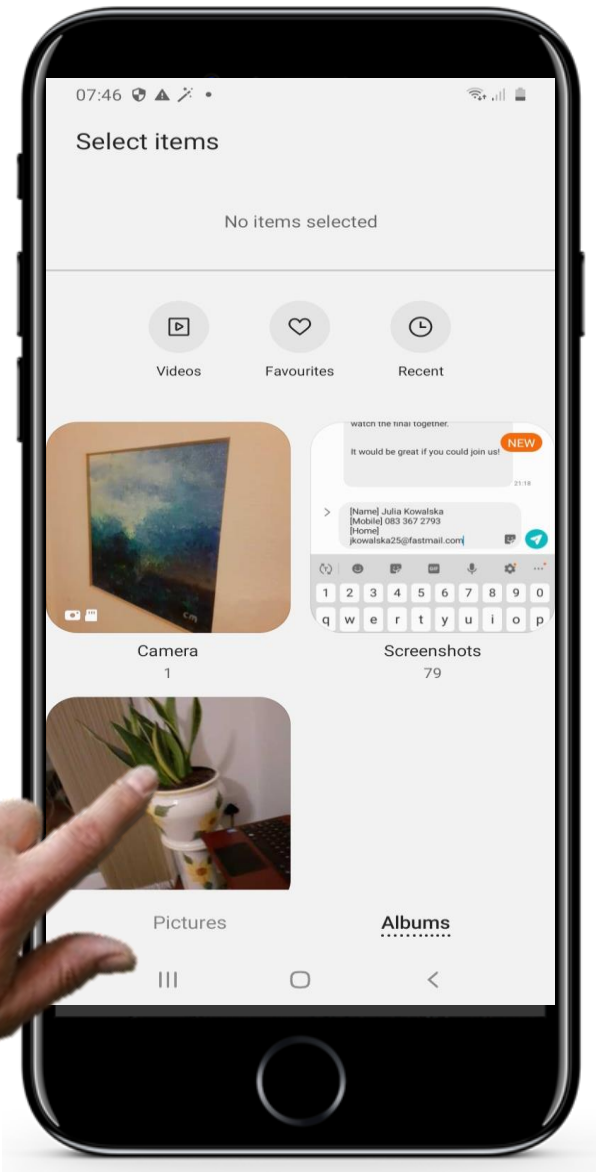 07:46
Select items
No items selected
Videos
Favourites
Recent
watch the final together.
It would be great if you could join us!
NEW
21:18
[Name] Julia Kowalska
[Mobile] 083 367 2793
[Home]
jkowalska25@fastmail.com
GIF
1 2 3 4 5 6 7 8 9 0
q w e r t y u i o p
cm
Camera
1
Screenshots
79
Pictures
Albums